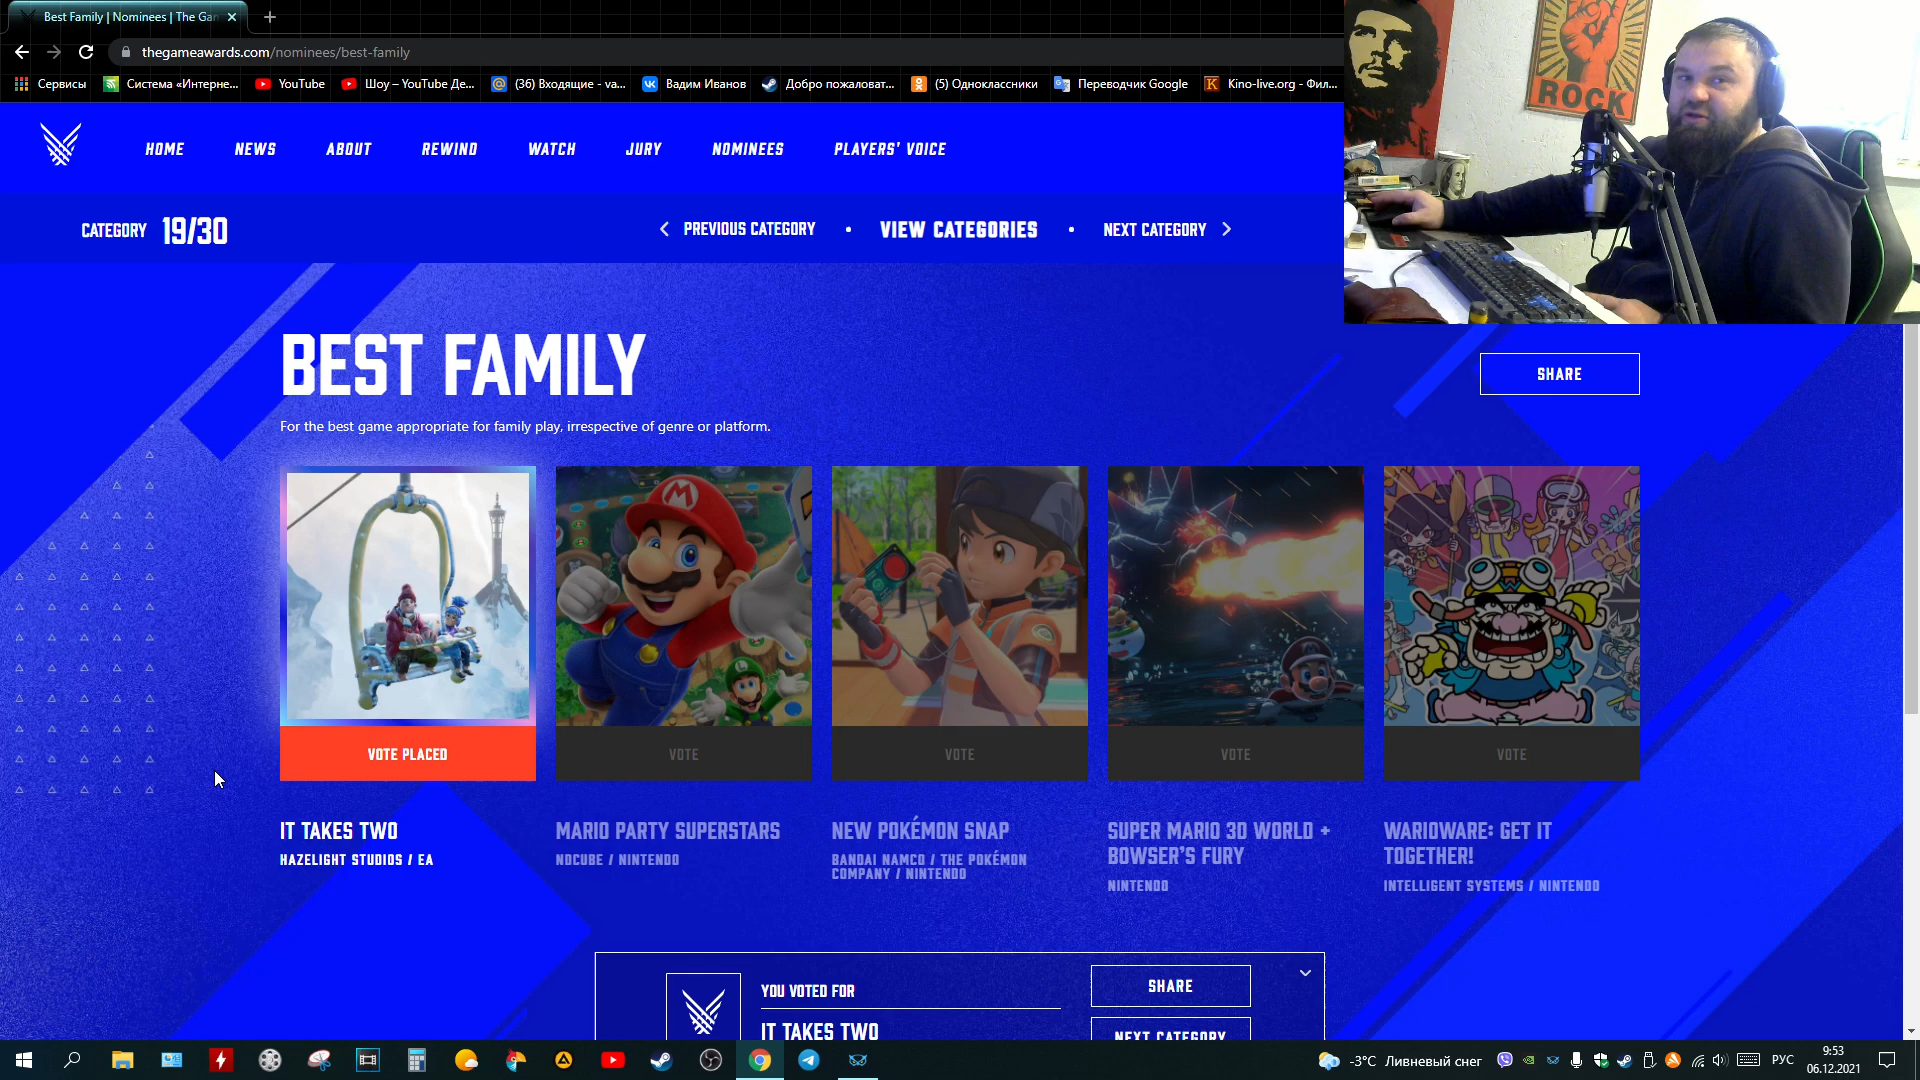 Best Family | Nominees | The Gar
thegameawards.com/nominees/best-family
Сервисы
Система «Интерне...
YouTube
Шоу – YouTube Де...
(36) Входящие - va...
Вадим Иванов
Добро пожаловат...
(5) Одноклассники
Переводчик Google
Kino-live.org - Фил...
ROCK
HOME
NEWS
ABOUT
REWIND
WATCH
JURY
NOMINEES
PLAYERS' VOICE
CATEGORY 19/30
PREVIOUS CATEGORY
VIEW CATEGORIES
NEXT CATEGORY
BEST FAMILY
SHARE
For the best game appropriate for family play, irrespective of genre or platform.
VOTE PLACED
VOTE
VOTE
VOTE
VOTE
IT TAKES TWO
HAZELIGHT STUDIOS / EA
MARIO PARTY SUPERSTARS
NDCUBE / NINTENDO
NEW POKÉMON SNAP
BANDAI NAMCO / THE POKÉMON
COMPANY / NINTENDO
SUPER MARIO 3D WORLD +
BOWSER'S FURY
NINTENDO
WARIOWARE: GET IT
TOGETHER!
INTELLIGENT SYSTEMS / NINTENDO
YOU VOTED FOR
IT TAKES TWO
SHARE
NEXT CATEGORY
-3°C Ливневый снег
РУС
9:53
06.12.2021